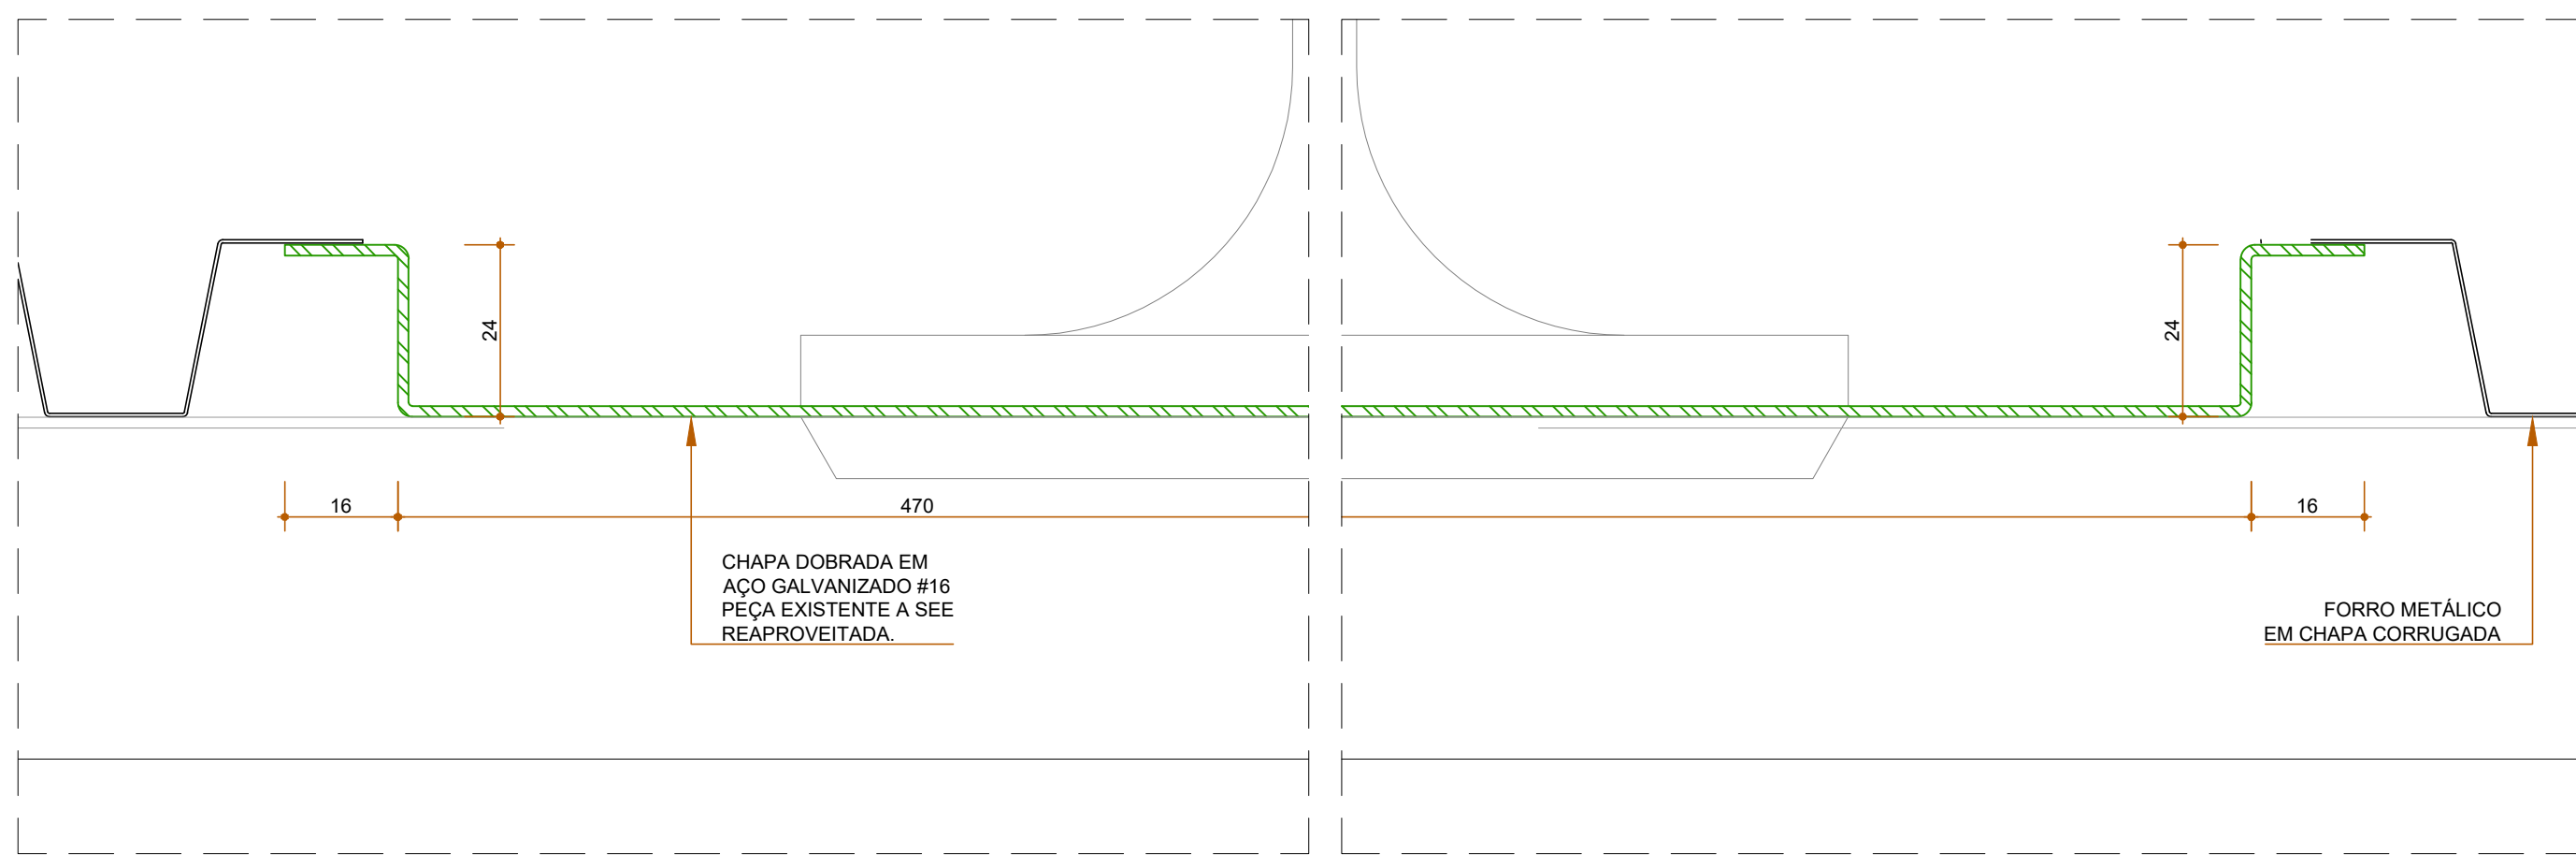 24
24
16
470
16
CHAPA DOBRADA EM
AÇO GALVANIZADO #16
PEÇA EXISTENTE A SEE
REAPROVEITADA.
FORRO METÁLICO
EM CHAPA CORRUGADA